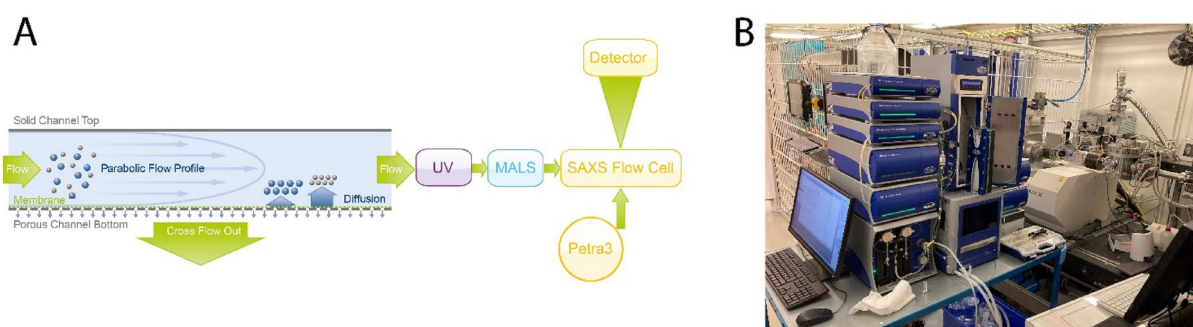 A
B
Detector
Solid Channel Top
Flow
Parabolic Flow Profile
Flow
UV
MALS
SAXS Flow Cell
Membrane
Diffusion
Porous Channel Bottom
Cross Flow Out
Petra3